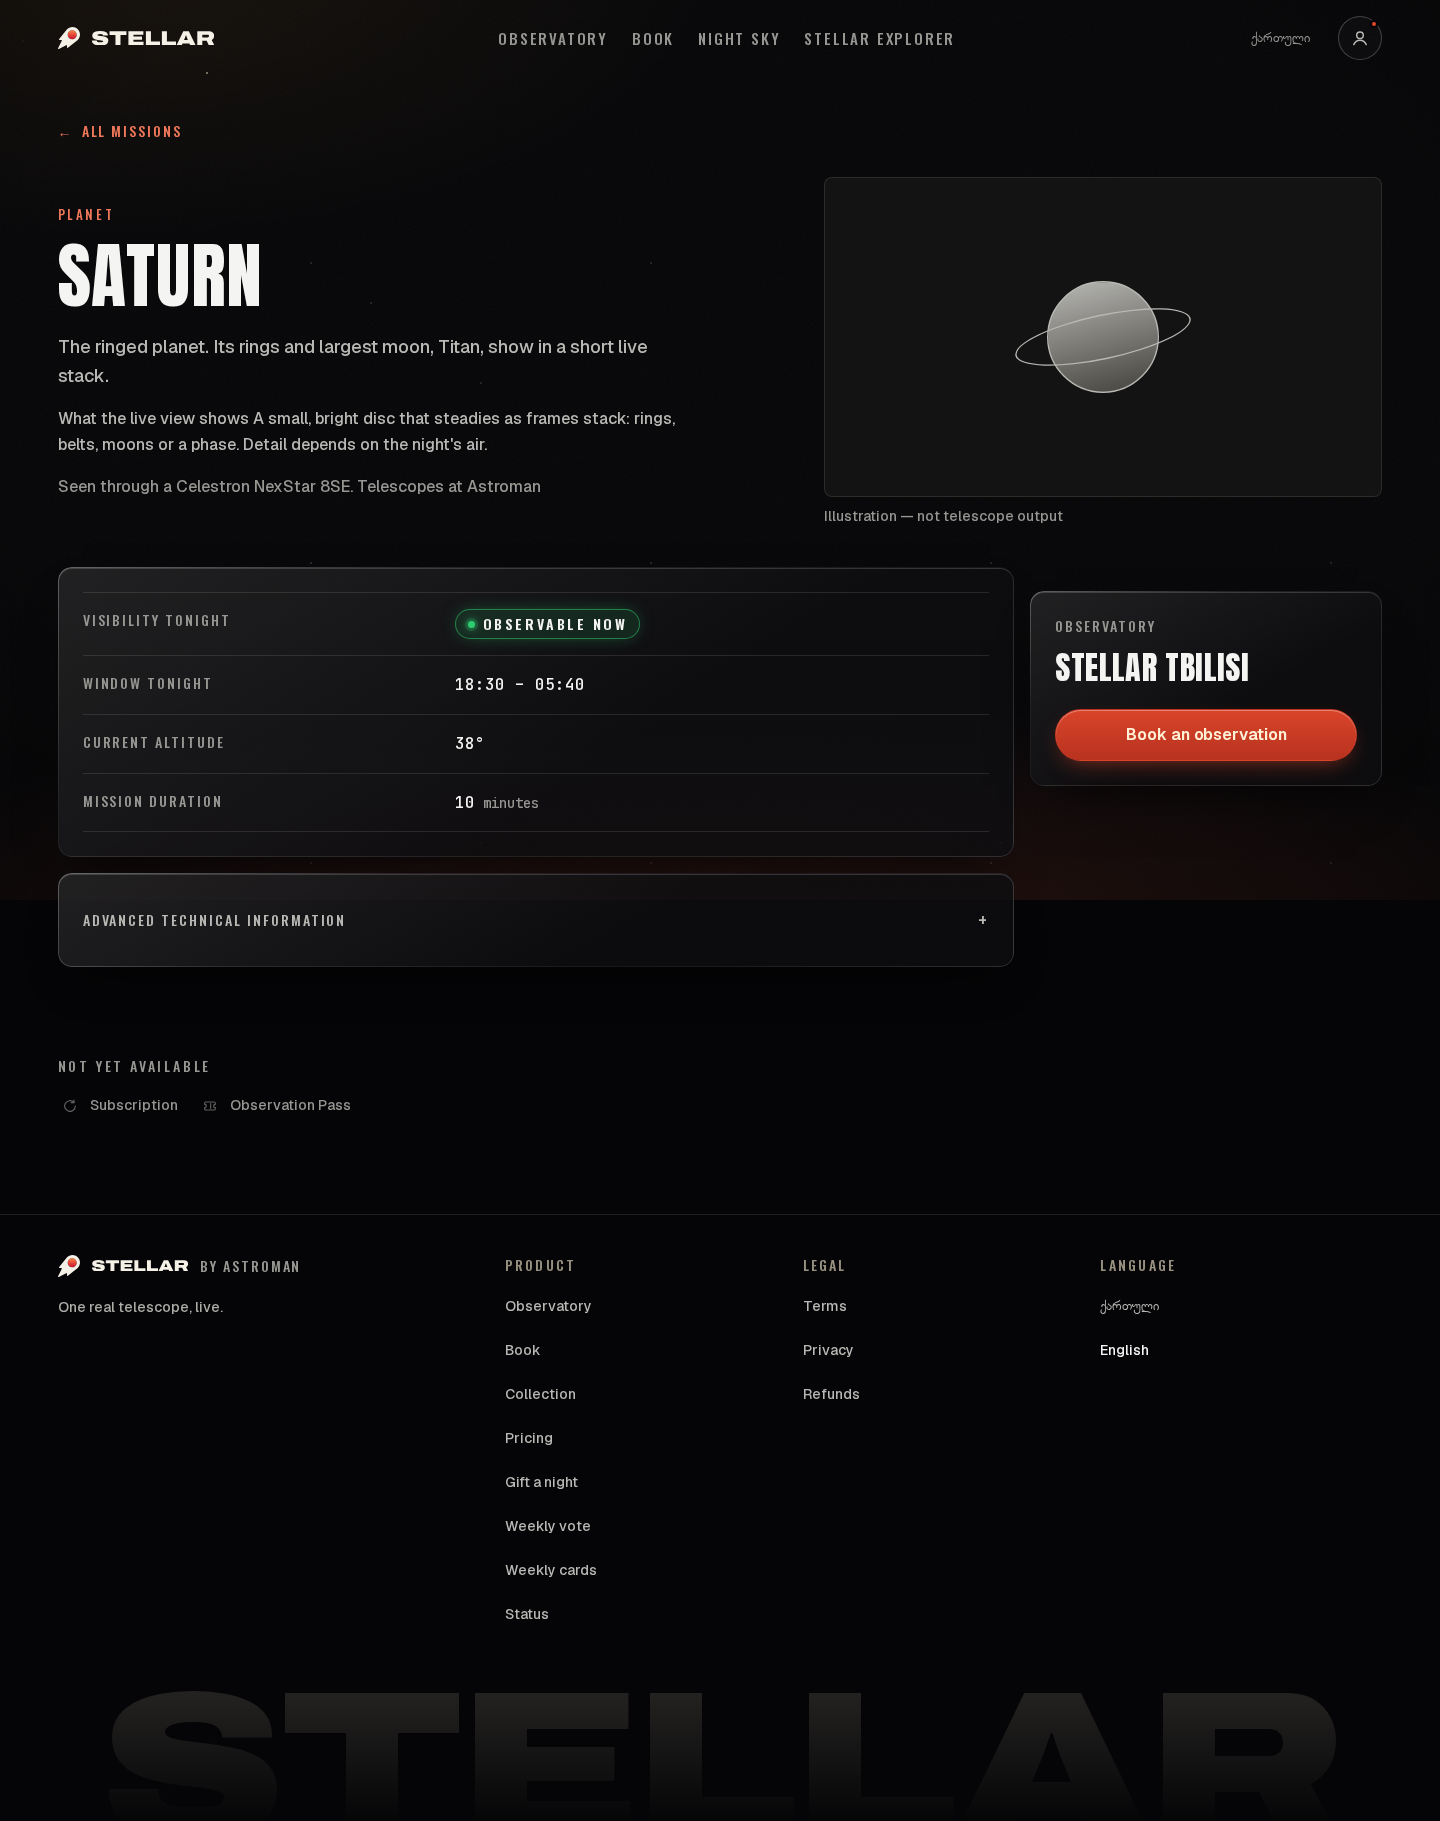 STELLAR
OBSERVATORY BOOK NIGHT SKY STELLAR EXPLORER
ქართული
← ALL MISSIONS
PLANET
SATURN
The ringed planet. Its rings and largest moon, Titan, show in a short live
stack.
What the live view shows A small, bright disc that steadies as frames stack: rings,
belts, moons or a phase. Detail depends on the night's air.
Seen through a Celestron NexStar 8SE. Telescopes at Astroman
Illustration — not telescope output
VISIBILITY TONIGHT OBSERVABLE NOW
WINDOW TONIGHT 18:30 – 05:40
CURRENT ALTITUDE 38°
MISSION DURATION 10 minutes
OBSERVATORY
STELLAR TBILISI
Book an observation
ADVANCED TECHNICAL INFORMATION +
NOT YET AVAILABLE
Subscription Observation Pass
STELLAR BY ASTROMAN
One real telescope, live.
PRODUCT
Observatory
Book
Collection
Pricing
Gift a night
Weekly vote
Weekly cards
Status
LEGAL
Terms
Privacy
Refunds
LANGUAGE
ქართული
English
STELLAR